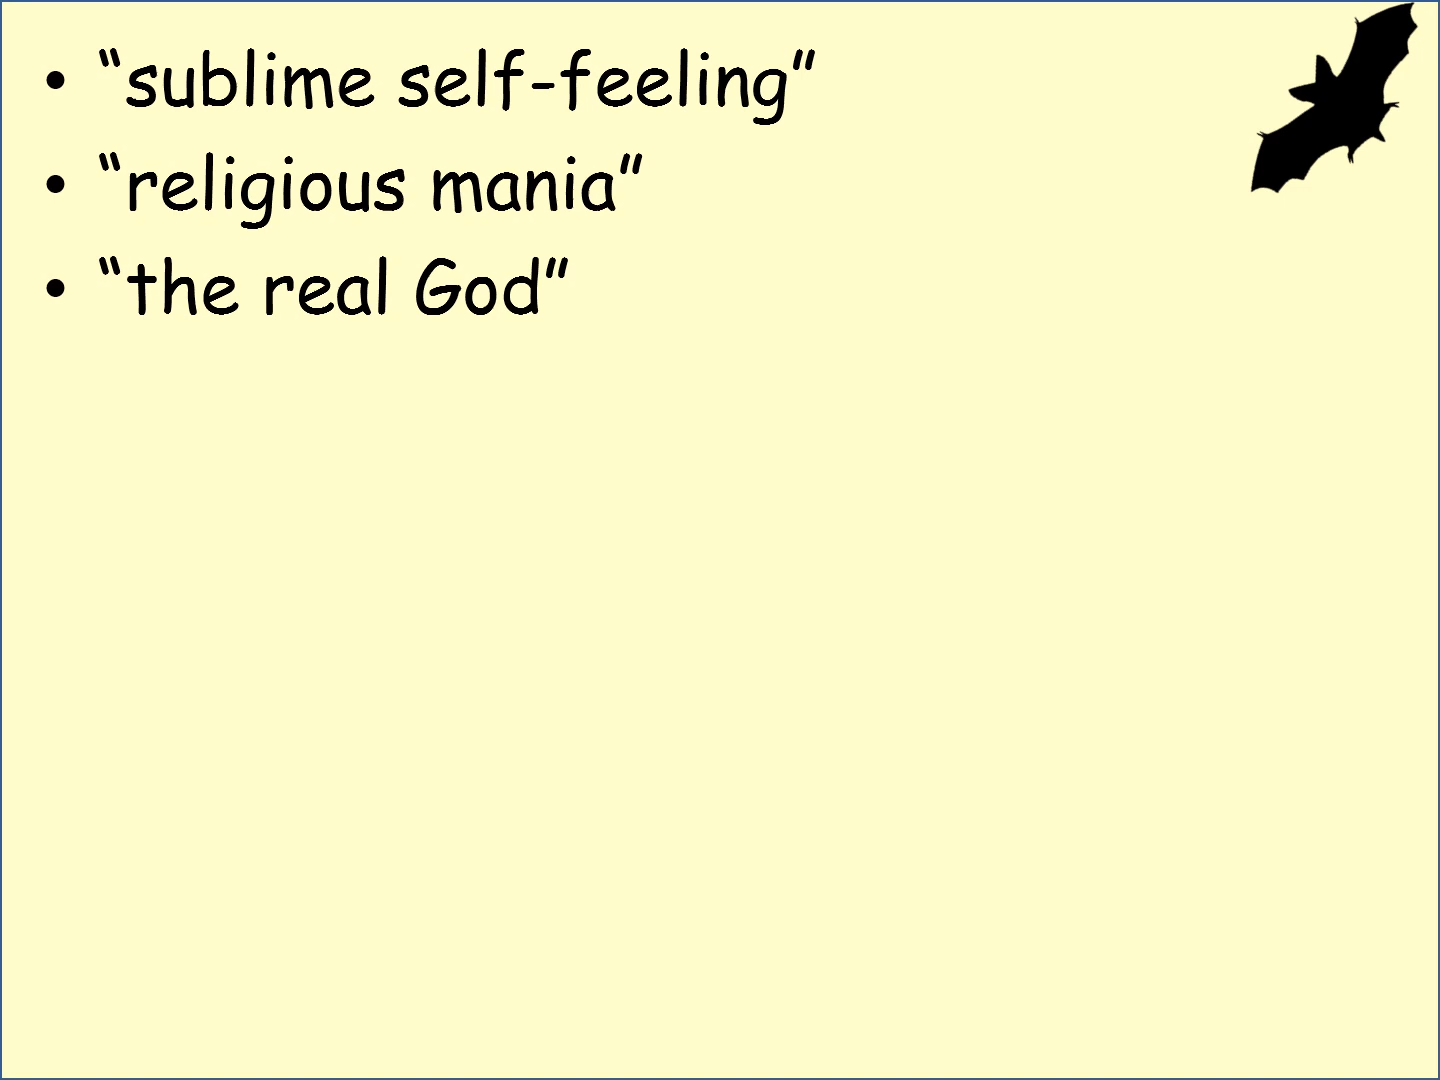 • “sublime self-feeling”
• “religious mania”
• “the real God”